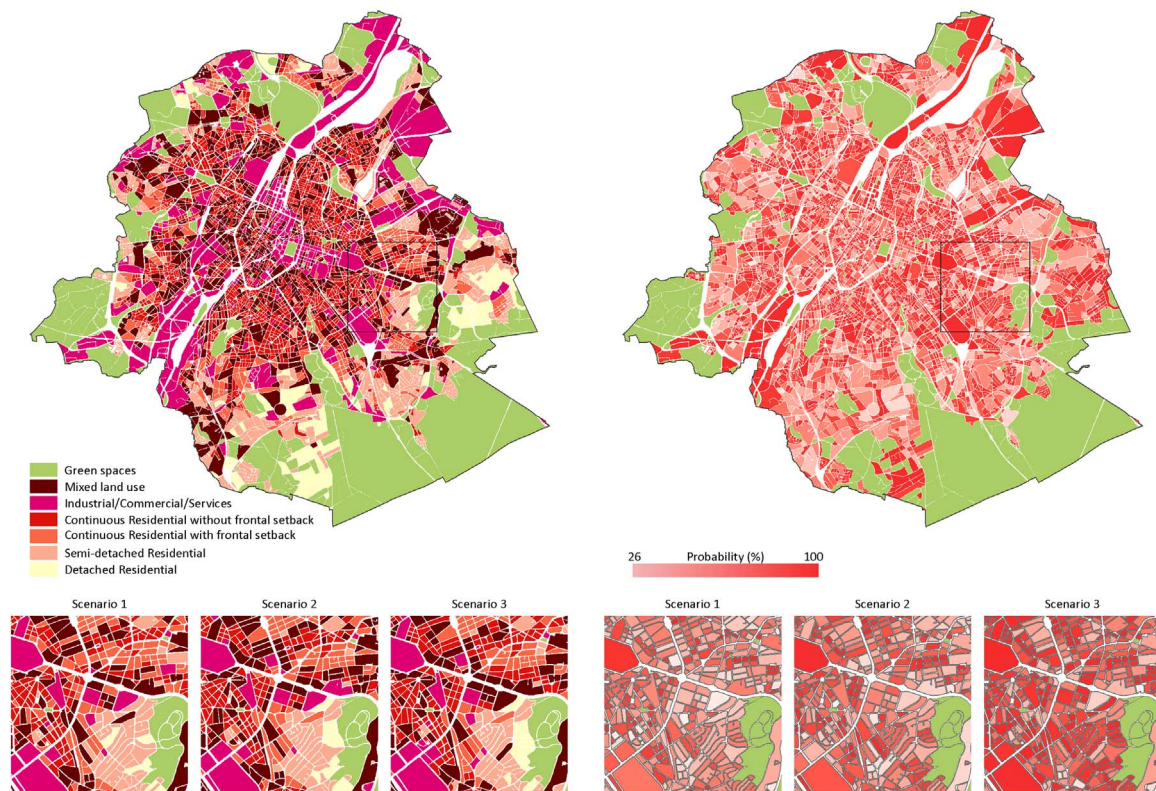 Green spaces
Mixed land use
Industrial/Commercial/Services
Continuous Residential without frontal setback
Continuous Residential with frontal setback
Semi-detached Residential
Detached Residential
26 Probability (%) 100
Scenario 1 Scenario 2 Scenario 3 Scenario 1 Scenario 2 Scenario 3